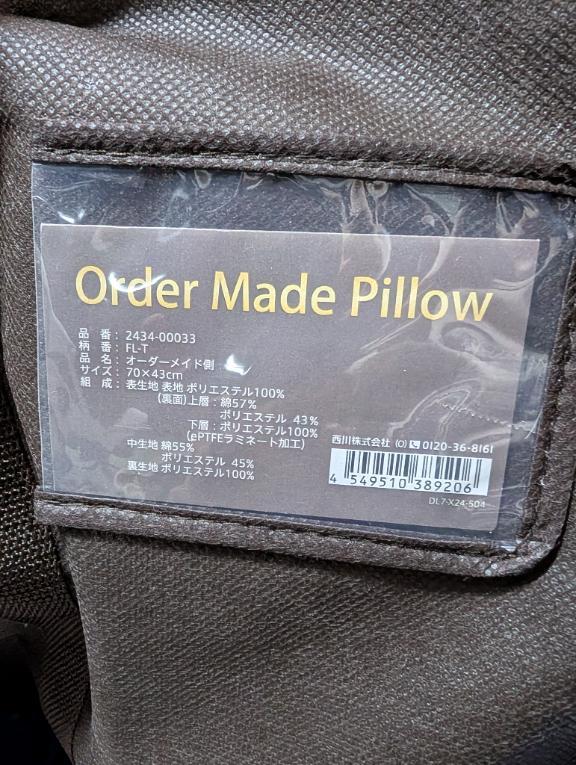 Order Made Pillow
品 番： 2434-00033
柄 番： FL-T
品 名： オーダーメイド側
サイズ： 70×43cm
組 成： 表生地 表地 ポリエステル100%
(裏面)上層：綿57%
ポリエステル 43%
下層：ポリエステル100%
(ePTFEラミネート加工)
中生地 綿55%
ポリエステル 45%
裏生地 ポリエステル100%
西川株式会社 (O) 0120-36-8161
4 549510 389206
DL7-X24-504